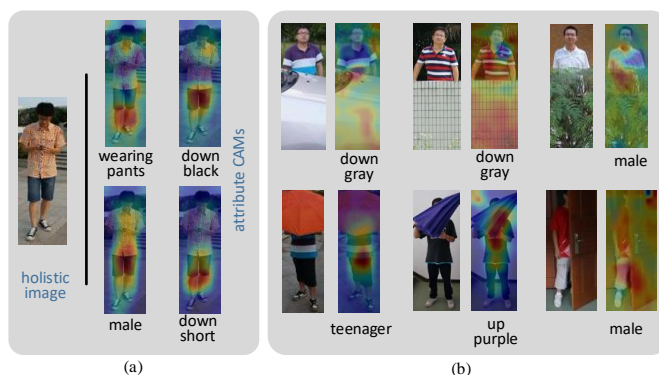 wearing
pants
down
black
attribute CAMs
holistic
image
male
down
short
(a)
down
gray
down
gray
male
teenager
up
purple
male
(b)